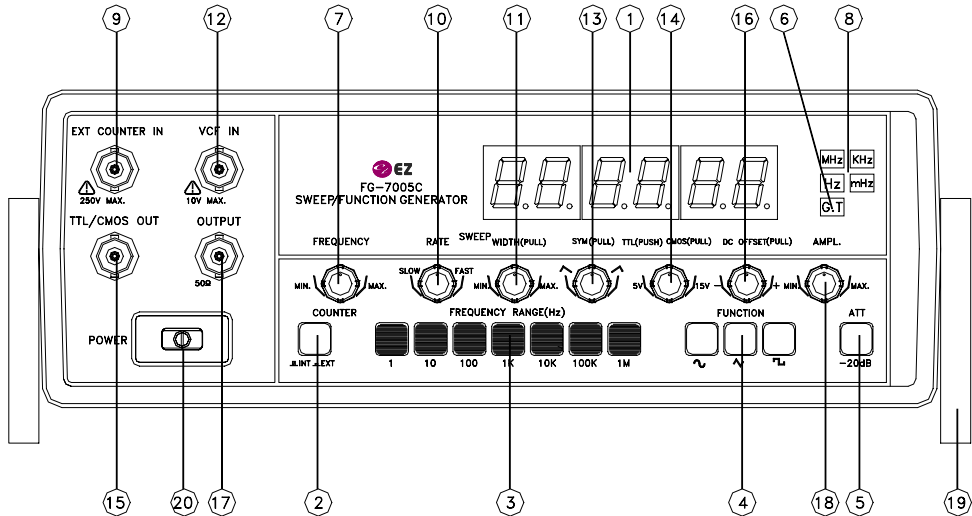 9 12 7 10 11 13 1 14 16 6 8
EXT COUNTER IN VCF IN
250V MAX. 10V MAX.
EZ
FG-7005C
SWEEP/FUNCTION GENERATOR
MHz KHz
Hz mHz
G.T
TTL/CMOS OUT OUTPUT
50Ω
FREQUENCY RATE SWEEP WIDTH(PULL) SYM(PULL) TTL(PUSH) CMOS(PULL) DC OFFSET(PULL) AMPL.
MIN. MAX. SLOW FAST MIN. MAX. 5V 15V - + MIN. MAX.
COUNTER FREQUENCY RANGE(Hz) FUNCTION ATT
POWER
INT EXT 1 10 100 1K 10K 100K 1M -20dB
15 20 17 2 3 4 18 5 19